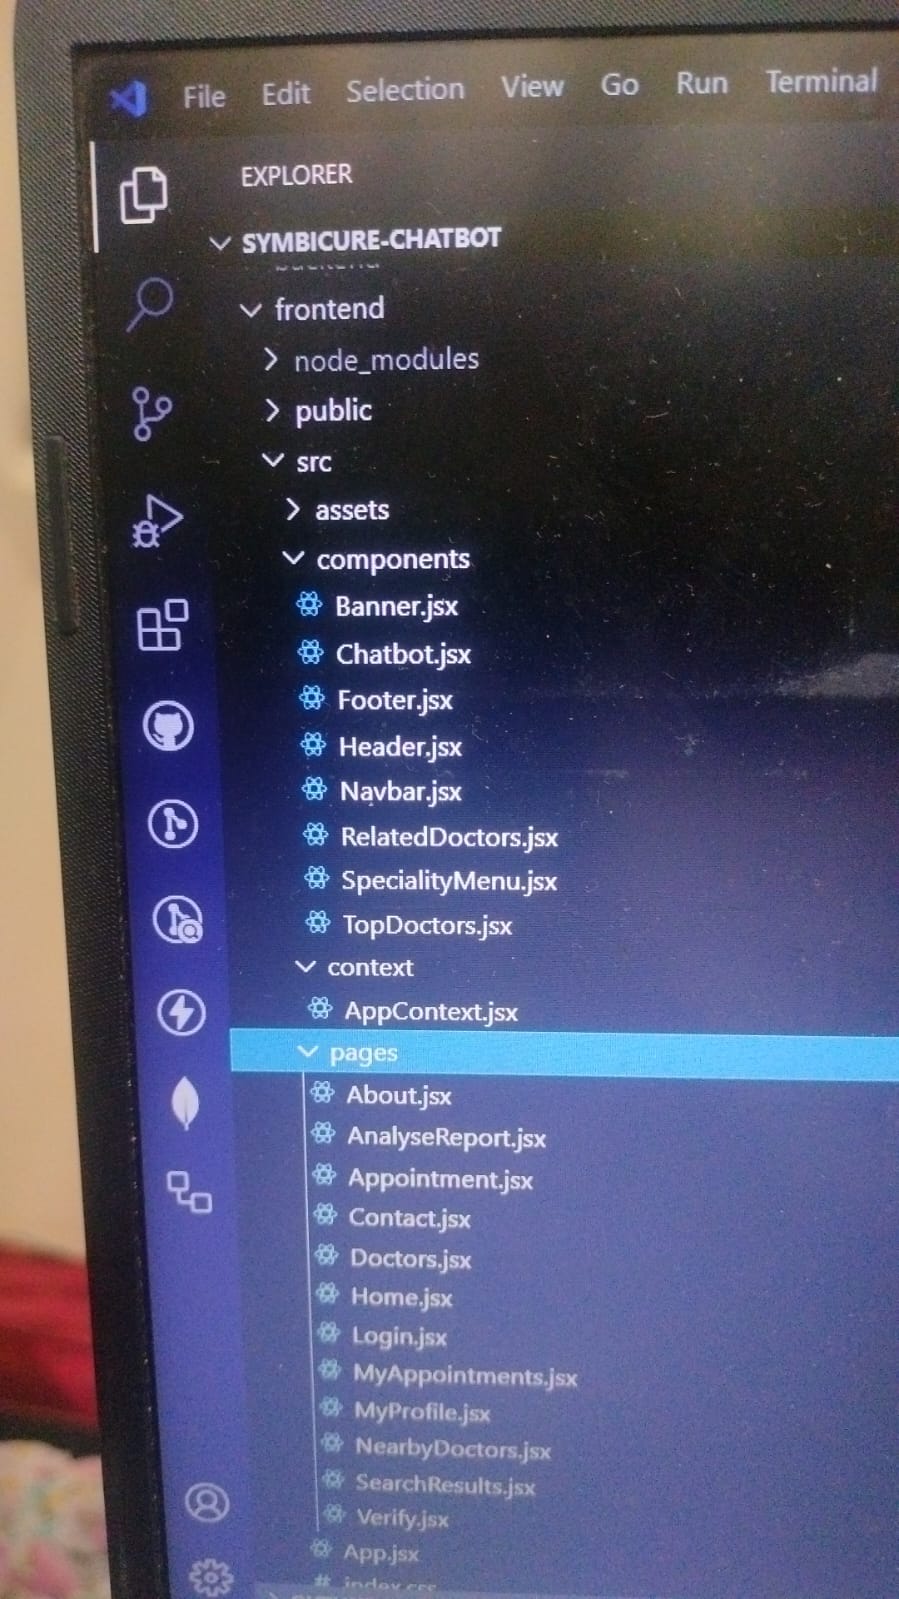 File Edit Selection View Go Run Terminal
EXPLORER
SYMBICURE-CHATBOT
frontend
node_modules
public
src
assets
components
Banner.jsx
Chatbot.jsx
Footer.jsx
Header.jsx
Navbar.jsx
RelatedDoctors.jsx
SpecialityMenu.jsx
TopDoctors.jsx
context
AppContext.jsx
pages
About.jsx
AnalyseReport.jsx
Appointment.jsx
Contact.jsx
Doctors.jsx
Home.jsx
Login.jsx
MyAppointments.jsx
MyProfile.jsx
NearbyDoctors.jsx
SearchResults.jsx
Verify.jsx
App.jsx
# index.css